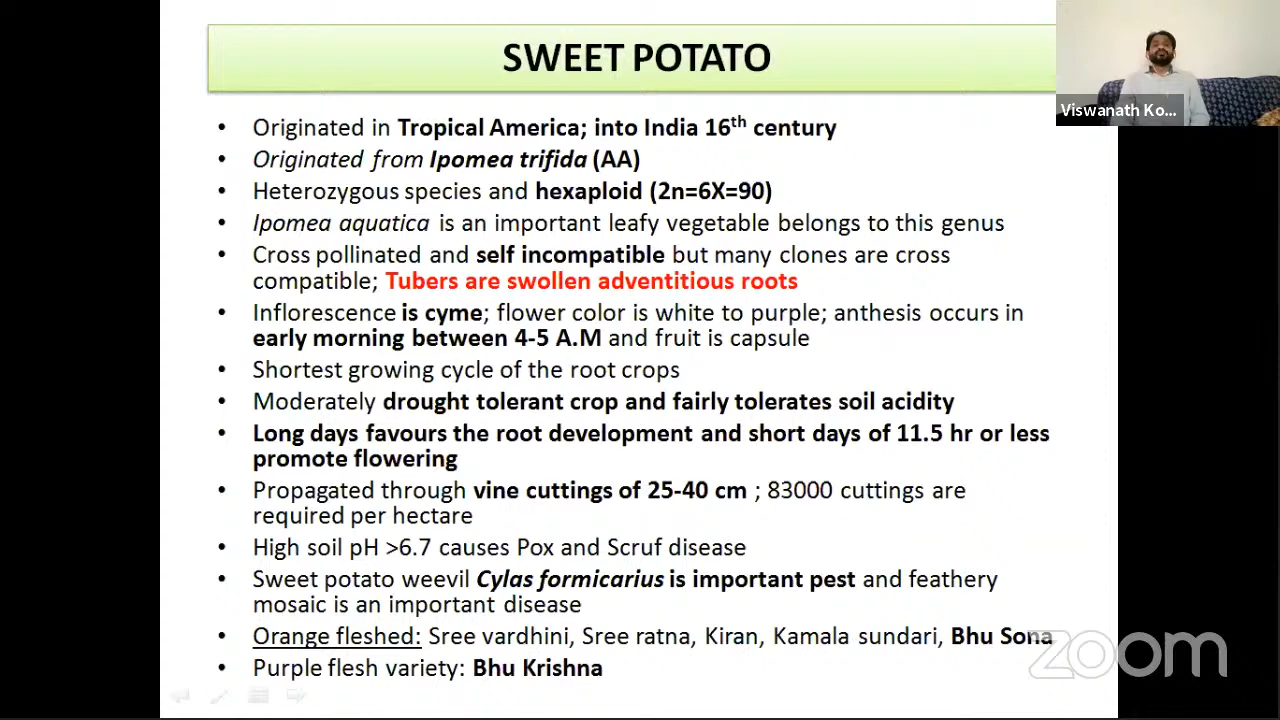 SWEET POTATO
Viswanath Ko...
• Originated in Tropical America; into India 16th century
• Originated from Ipomea trifida (AA)
• Heterozygous species and hexaploid (2n=6X=90)
• Ipomea aquatica is an important leafy vegetable belongs to this genus
• Cross pollinated and self incompatible but many clones are cross
compatible; Tubers are swollen adventitious roots
• Inflorescence is cyme; flower color is white to purple; anthesis occurs in
early morning between 4-5 A.M and fruit is capsule
• Shortest growing cycle of the root crops
• Moderately drought tolerant crop and fairly tolerates soil acidity
• Long days favours the root development and short days of 11.5 hr or less
promote flowering
• Propagated through vine cuttings of 25-40 cm ; 83000 cuttings are
required per hectare
• High soil pH >6.7 causes Pox and Scruf disease
• Sweet potato weevil Cylas formicarius is important pest and feathery
mosaic is an important disease
• Orange fleshed: Sree vardhini, Sree ratna, Kiran, Kamala sundari, Bhu Sona
• Purple flesh variety: Bhu Krishna
zoom